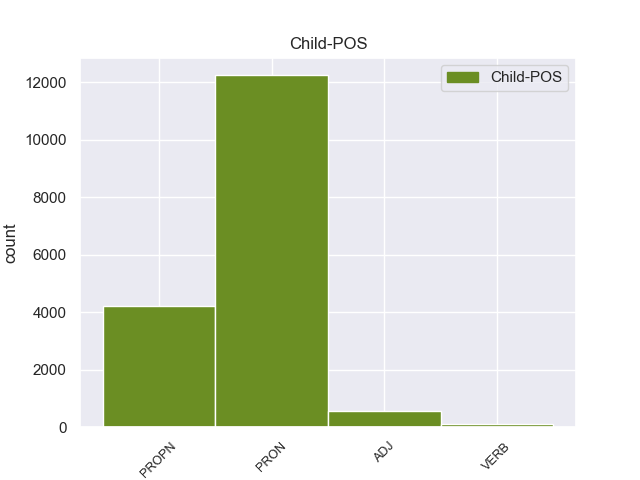 Child-POS
Child-POS
12000
10000
8000
6000
4000
2000
0
count
PROPN
PRON
ADJ
VERB